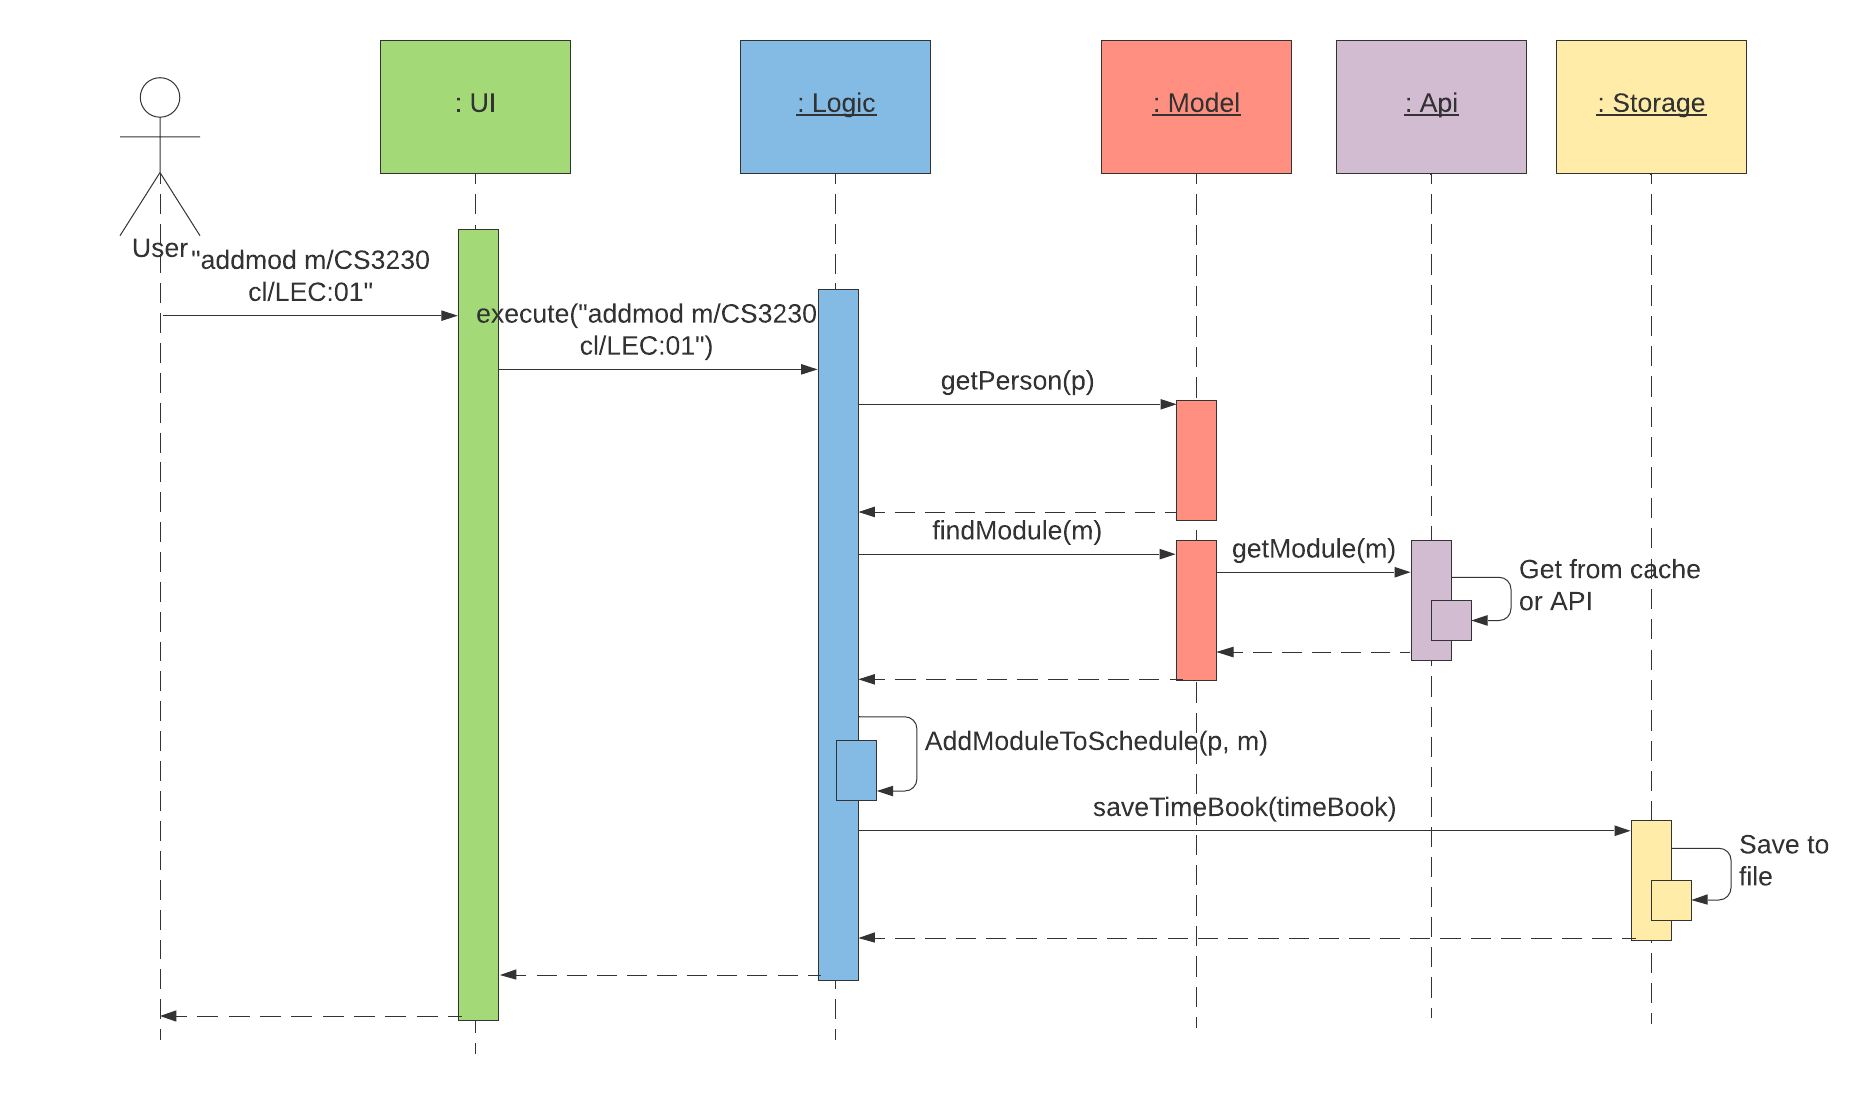 : UI
: Logic
: Model
: Api
: Storage
User
"addmod m/CS3230
cl/LEC:01"
execute("addmod m/CS3230
cl/LEC:01")
getPerson(p)
findModule(m)
getModule(m)
Get from cache
or API
AddModuleToSchedule(p, m)
saveTimeBook(timeBook)
Save to
file